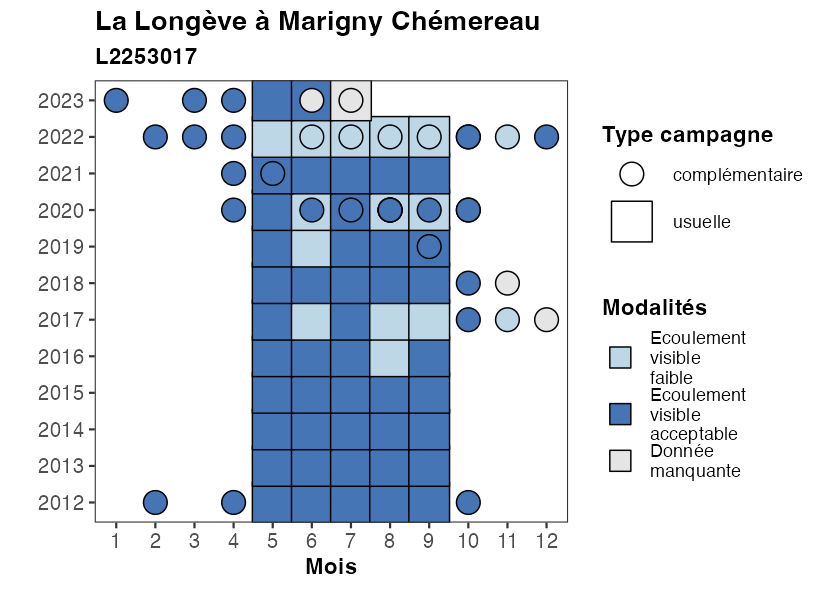 La Longève à Marigny Chémereau
L2253017
2023
2022
2021
2020
2019
2018
2017
2016
2015
2014
2013
2012
1 2 3 4 5 6 7 8 9 10 11 12
Mois
Type campagne
complémentaire
usuelle
Modalités
Ecoulement
visible
faible
Ecoulement
visible
acceptable
Donnée
manquante